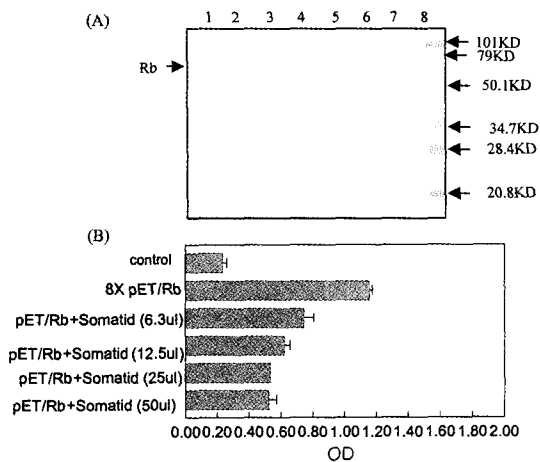 (A)
1 2 3 4 5 6 7 8
Rb
101KD
79KD
50.1KD
34.7KD
28.4KD
20.8KD
(B)
control
8X pET/Rb
pET/Rb+Somatid (6.3ul)
pET/Rb+Somatid (12.5ul)
pET/Rb+Somatid (25ul)
pET/Rb+Somatid (50ul)
0.00 0.20 0.40 0.60 0.80 1.00 1.20 1.40 1.60 1.80 2.00
OD